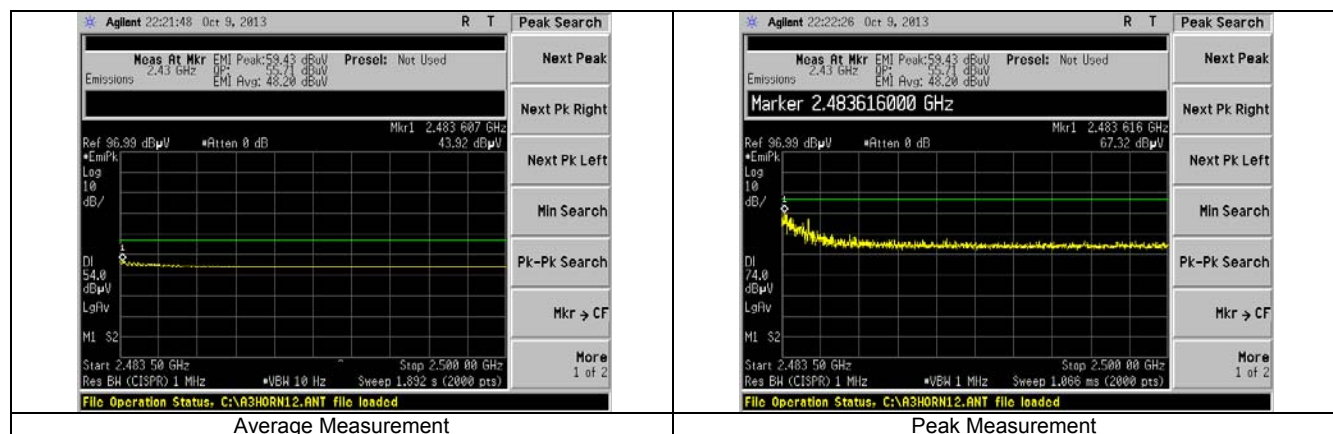 Agilent 22:21:48 Oct 9, 2013 R T
Peak Search
Meas At Mkr EMI Peak:59.43 dBuV Presel: Not Used
2.43 GHz QP: 55.71 dBuV
Emissions EMI Avg: 48.20 dBuV
Next Peak
Next Pk Right
Mkr1 2.483 607 GHz
Ref 96.99 dBµV *Atten 0 dB 43.92 dBµV
*EmiPk
Log
10
dB/
1
Next Pk Left
Min Search
Pk-Pk Search
DI
54.0
dBµV
LgAv
M1 S2
Mkr → CF
Start 2.483 50 GHz Stop 2.500 00 GHz
Res BW (CISPR) 1 MHz *VBW 10 Hz Sweep 1.892 s (2000 pts)
More
1 of 2
File Operation Status, C:\A3HORN12.ANT file loaded
Average Measurement
Agilent 22:22:26 Oct 9, 2013 R T
Peak Search
Meas At Mkr EMI Peak:59.43 dBuV Presel: Not Used
2.43 GHz QP: 55.71 dBuV
Emissions EMI Avg: 48.20 dBuV
Next Peak
Marker 2.483616000 GHz
Next Pk Right
Mkr1 2.483 616 GHz
Ref 96.99 dBµV *Atten 0 dB 67.32 dBµV
*EmiPk
Log
10
dB/
1
Next Pk Left
Min Search
Pk-Pk Search
DI
74.0
dBµV
LgAv
M1 S2
Mkr → CF
Start 2.483 50 GHz Stop 2.500 00 GHz
Res BW (CISPR) 1 MHz *VBW 1 MHz Sweep 1.066 ms (2000 pts)
More
1 of 2
File Operation Status, C:\A3HORN12.ANT file loaded
Peak Measurement